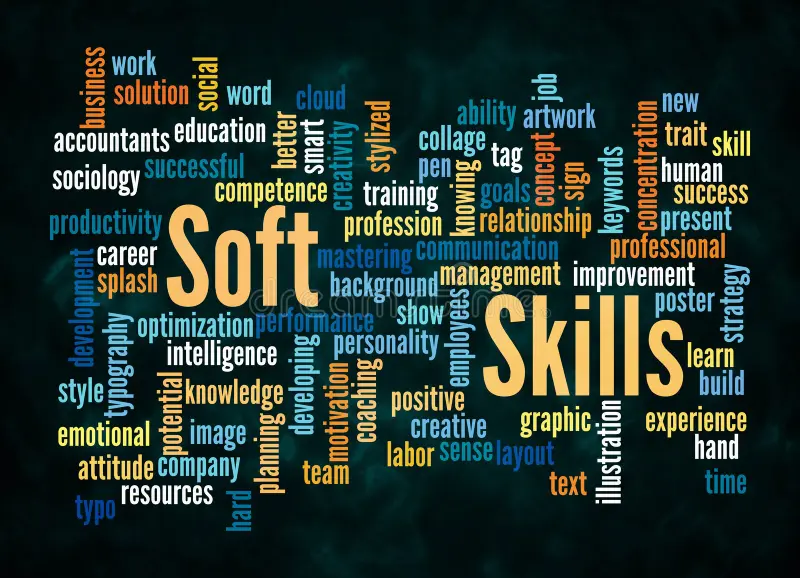 business
work
solution
social
word
cloud
accountants
education
better
smart
creativity
stylized
sociology
successful
competence
training
productivity
profession
career
splash
Soft
mastering
background
development
typography
optimization
performance
show
intelligence
personality
developing
style
potential
knowledge
motivation
coaching
emotional
image
planning
attitude
company
team
resources
typo
hard
ability
job
artwork
collage
pen
tag
knowing
goals
concept
sign
keywords
concentration
new
trait
skill
human
success
relationship
present
communication
professional
management
improvement
poster
strategy
employees
Skills
learn
build
positive
creative
labor
sense
layout
graphic
illustration
text
experience
hand
time
dreamstime